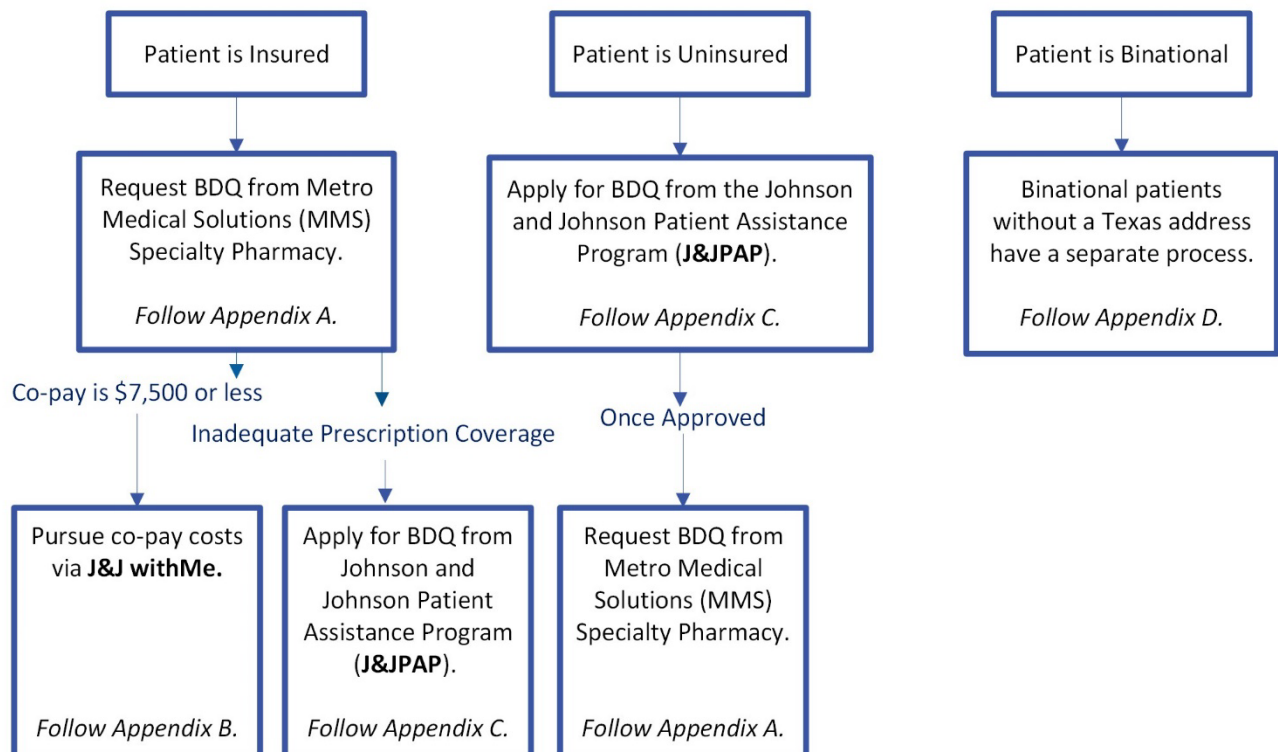 Patient is Insured
Patient is Uninsured
Patient is Binational
Request BDQ from Metro
Medical Solutions (MMS)
Specialty Pharmacy.
Follow Appendix A.
Apply for BDQ from the Johnson
and Johnson Patient Assistance
Program (J&JPAP).
Follow Appendix C.
Binational patients
without a Texas address
have a separate process.
Follow Appendix D.
Co-pay is $7,500 or less
Inadequate Prescription Coverage
Once Approved
Pursue co-pay costs
via J&J withMe.
Follow Appendix B.
Apply for BDQ from
Johnson and
Johnson Patient
Assistance Program
(J&JPAP).
Follow Appendix C.
Request BDQ from
Metro Medical
Solutions (MMS)
Specialty Pharmacy.
Follow Appendix A.